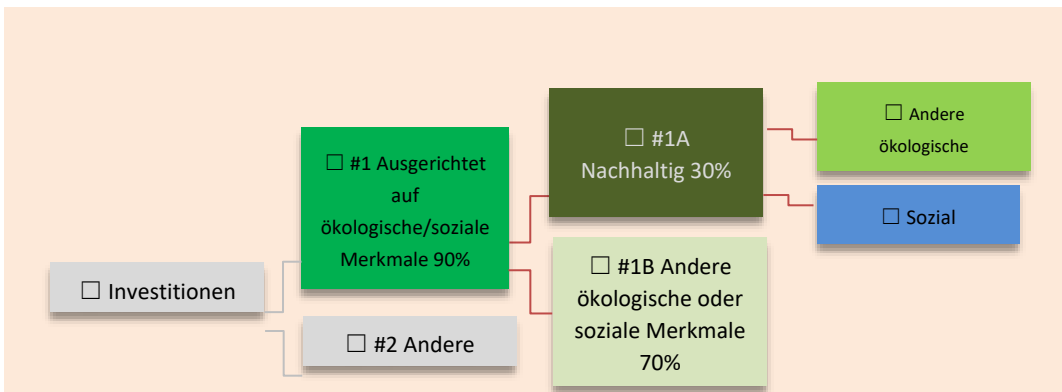 ☐ Investitionen
☐ #1 Ausgerichtet
auf
ökologische/soziale
Merkmale 90%
☐ #2 Andere
☐ #1A
Nachhaltig 30%
☐ #1B Andere
ökologische oder
soziale Merkmale
70%
☐ Andere
ökologische
☐ Sozial